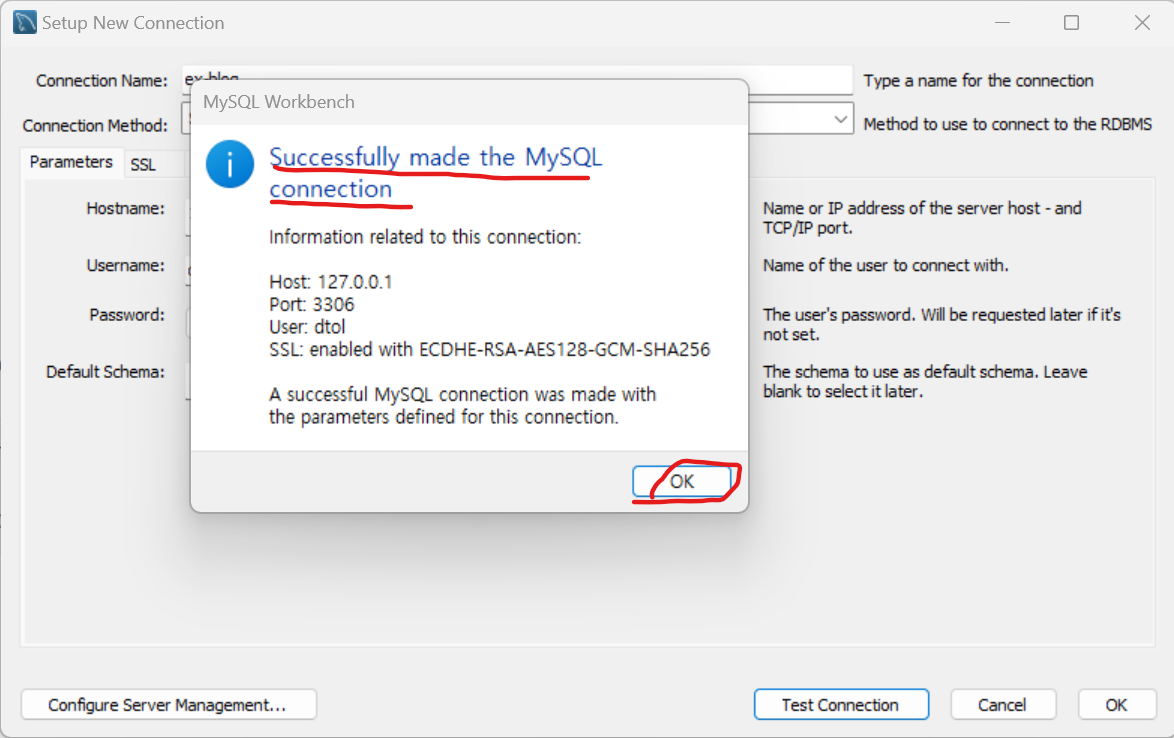 Setup New Connection
Connection Name:
Type a name for the connection
MySQL Workbench
Connection Method:
Method to use to connect to the RDBMS
Parameters
SSL
Successfully made the MySQL
connection
Hostname:
Name or IP address of the server host - and
TCP/IP port.
Information related to this connection:
Username:
Name of the user to connect with.
Host: 127.0.0.1
Port: 3306
User: dtol
SSL: enabled with ECDHE-RSA-AES128-GCM-SHA256
Password:
The user's password. Will be requested later if it's
not set.
Default Schema:
The schema to use as default schema. Leave
blank to select it later.
A successful MySQL connection was made with
the parameters defined for this connection.
OK
Configure Server Management...
Test Connection
Cancel
OK